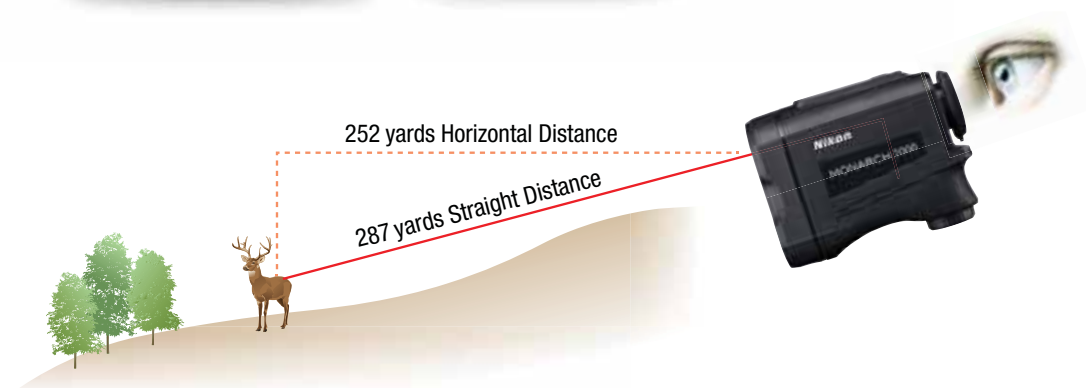 252 yards Horizontal Distance
287 yards Straight Distance
Nikon
MONARCH 2000